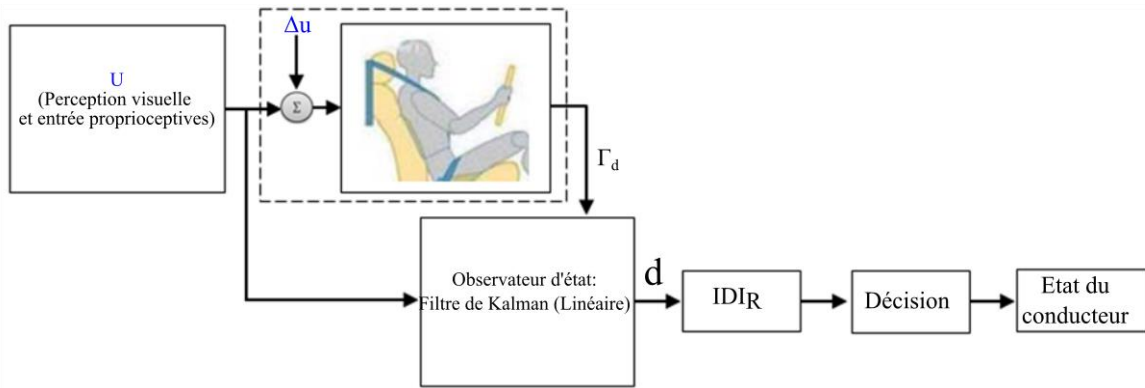 Δu
U
(Perception visuelle
et entrée proprioceptives)
Σ
Γd
Observateur d'état:
Filtre de Kalman (Linéaire)
d
IDIR
Décision
Etat du
conducteur